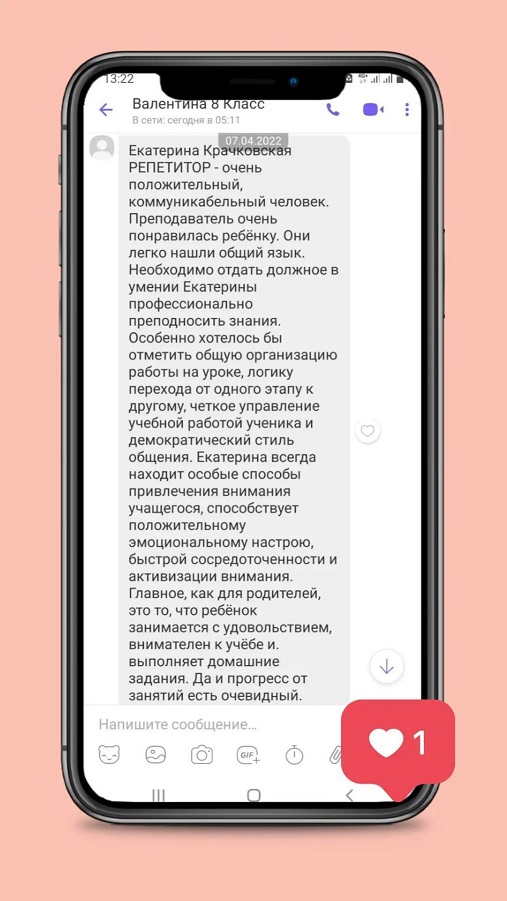 13:22
Валентина 8 Класс
В сети: сегодня в 05:11
07.04.2022
Екатерина Крачковская
РЕПЕТИТОР - очень
положительный,
коммуникабельный человек.
Преподаватель очень
понравилась ребёнку. Они
легко нашли общий язык.
Необходимо отдать должное в
умении Екатерины
профессионально
преподносить знания.
Особенно хотелось бы
отметить общую организацию
работы на уроке, логику
перехода от одного этапа к
другому, четкое управление
учебной работой ученика и
демократический стиль
общения. Екатерина всегда
находит особые способы
привлечения внимания
учащегося, способствует
положительному
эмоциональному настрою,
быстрой сосредоточенности и
активизации внимания.
Главное, как для родителей,
это то, что ребёнок
занимается с удовольствием,
внимателен к учёбе и.
выполняет домашние
задания. Да и прогресс от
занятий есть очевидный.
Напишите сообщение...
GIF+
1